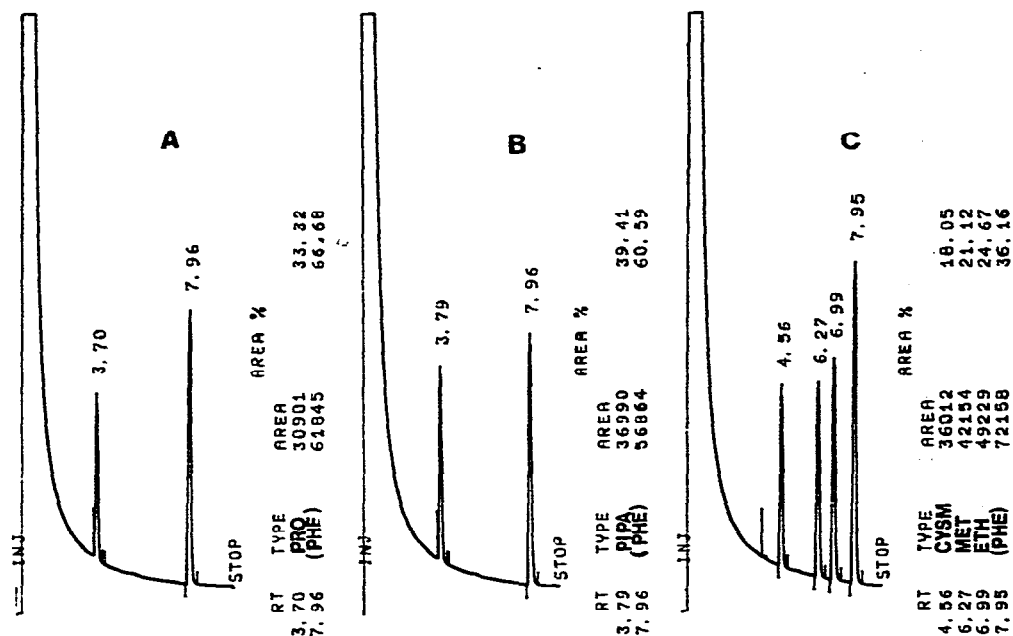 A
INJ
3.70
7.96
STOP
RT TYPE AREA AREA %
3.70 PRO 30901 33.32
7.96 (PHE) 61845 66.68
B
INJ
3.79
7.96
STOP
RT TYPE AREA AREA %
3.79 PIPA 36990 39.41
7.96 (PHE) 56864 60.59
C
INJ
4.56
6.27
6.99
7.95
STOP
RT TYPE AREA AREA %
4.56 CYSM 36012 18.05
6.27 MET 42154 21.12
6.99 ETH 49229 24.67
7.95 (PHE) 72158 36.16